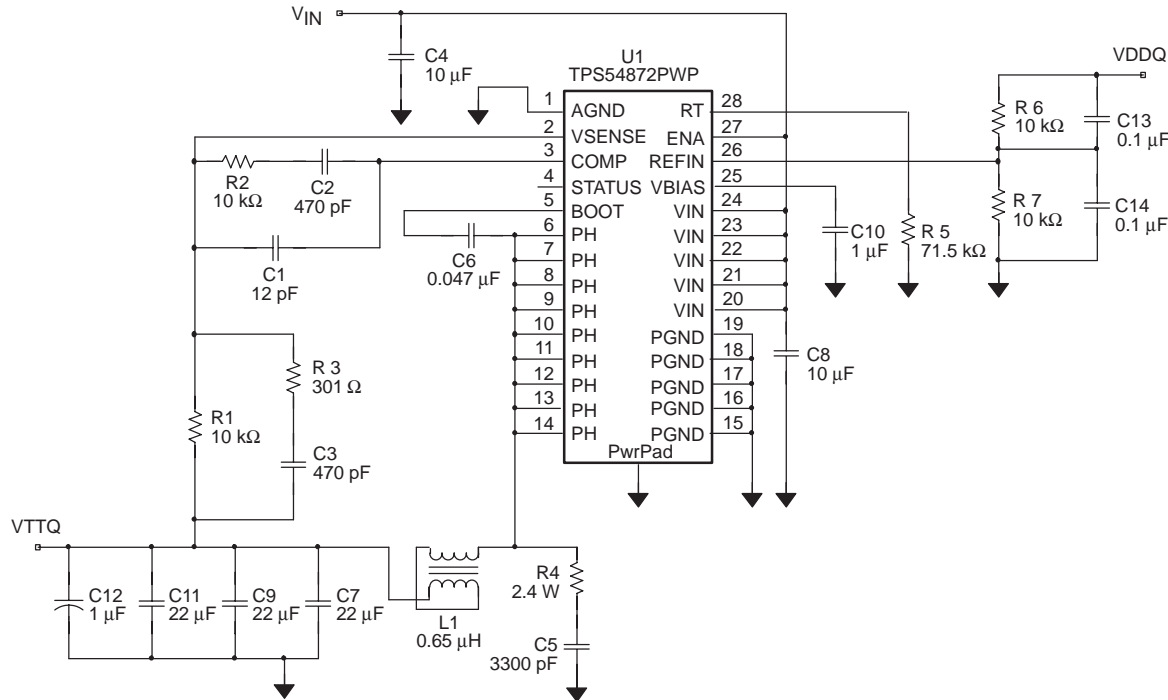 VIN
C4
10 µF
U1
TPS54872PWP
VDDQ
1
AGND
RT
28
2
VSENSE
ENA
27
3
COMP
REFIN
26
4
STATUS
VBIAS
25
5
BOOT
VIN
24
6
PH
VIN
23
7
PH
VIN
22
8
PH
VIN
21
9
PH
VIN
20
10
PH
PGND
19
11
PH
PGND
18
12
PH
PGND
17
13
PH
PGND
16
14
PH
PGND
15
PwrPad
R2
10 kΩ
C2
470 pF
C1
12 pF
C6
0.047 µF
R 6
10 kΩ
C13
0.1 µF
R 7
10 kΩ
C14
0.1 µF
C10
1 µF
R 5
71.5 kΩ
C8
10 µF
R 3
301 Ω
R1
10 kΩ
C3
470 pF
VTTQ
C12
1 µF
C11
22 µF
C9
22 µF
C7
22 µF
L1
0.65 µH
R4
2.4 W
C5
3300 pF